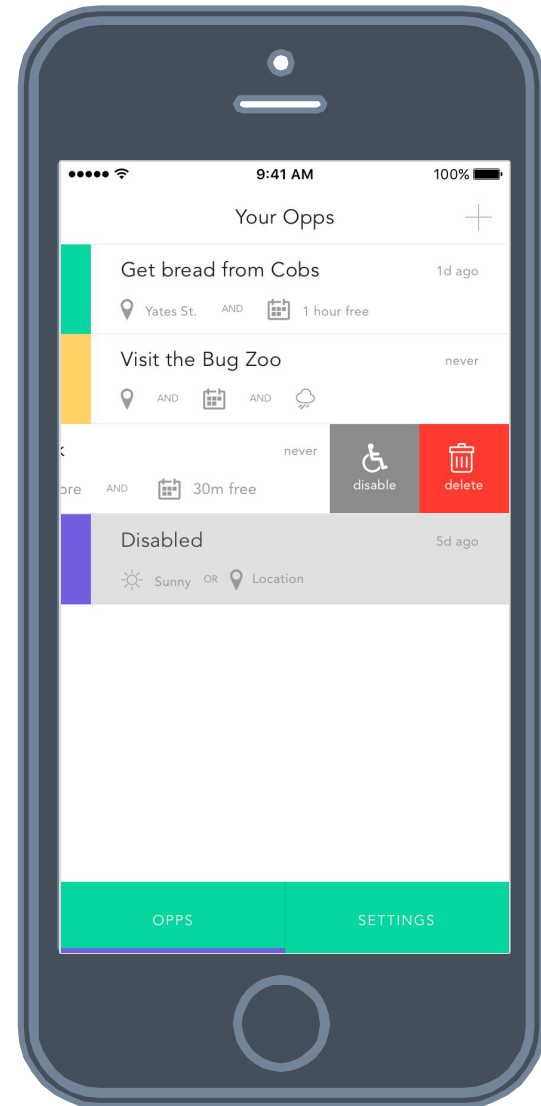 9:41 AM 100%
Your Opps
Get bread from Cobs 1d ago
Yates St. AND 1 hour free
Visit the Bug Zoo never
AND AND
never
AND 30m free
disable delete
Disabled 5d ago
Sunny OR Location
OPPS SETTINGS